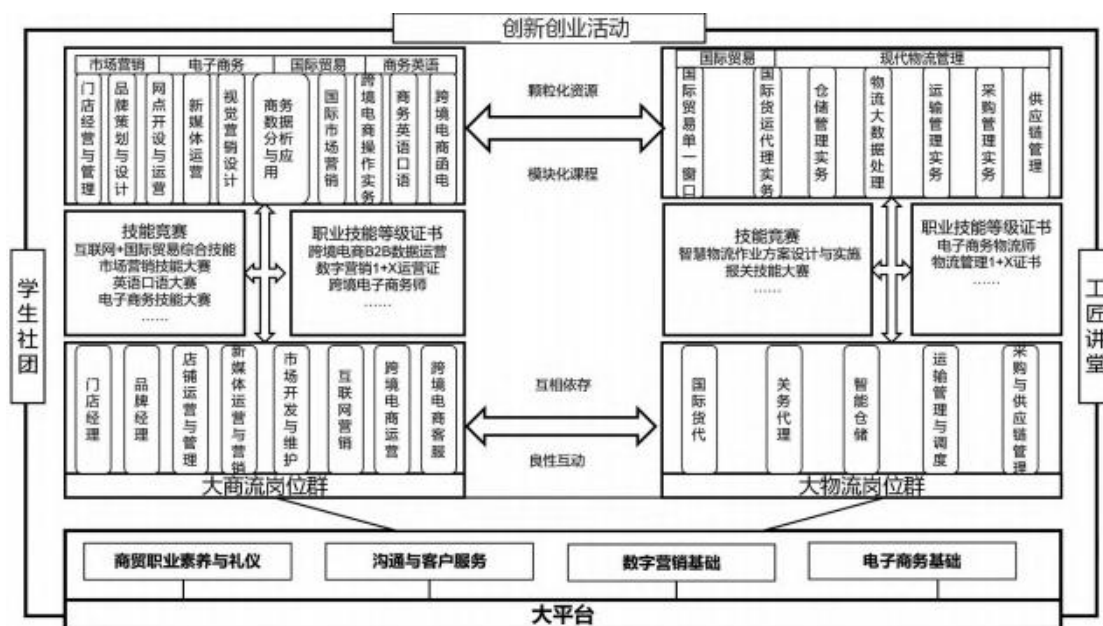 创新创业活动
市场营销 电子商务 国际贸易 商务英语
门店经营与管理
品牌策划与设计
网点开设与运营
新媒体运营
视觉营销设计
商务数据分析与应用
国际市场营销
跨境电商操作实务
商务英语口语
跨境电商函电
颗粒化资源
模块化课程
国际贸易 现代物流管理
国际贸易单一窗口
国际货运代理实务
仓储管理实务
物流大数据处理
运输管理实务
采购管理实务
供应链管理
学生社团
技能竞赛
互联网+国际贸易综合技能
市场营销技能大赛
英语口语大赛
电子商务技能大赛
……
职业技能等级证书
跨境电商B2B数据运营
数字营销1+X运营证
跨境电子商务师
……
技能竞赛
智慧物流作业方案设计与实施
报关技能大赛
……
职业技能等级证书
电子商务物流师
物流管理1+X证书
……
工匠讲堂
门店经理
品牌经理
店铺运营与管理
新媒体运营与营销
市场开发与维护
互联网营销
跨境电商运营
跨境电商客服
大商流岗位群
互相依存
良性互动
国际货代
关务代理
智能仓储
运输管理与调度
采购与供应链管理
大物流岗位群
商贸职业素养与礼仪
沟通与客户服务
数字营销基础
电子商务基础
大平台